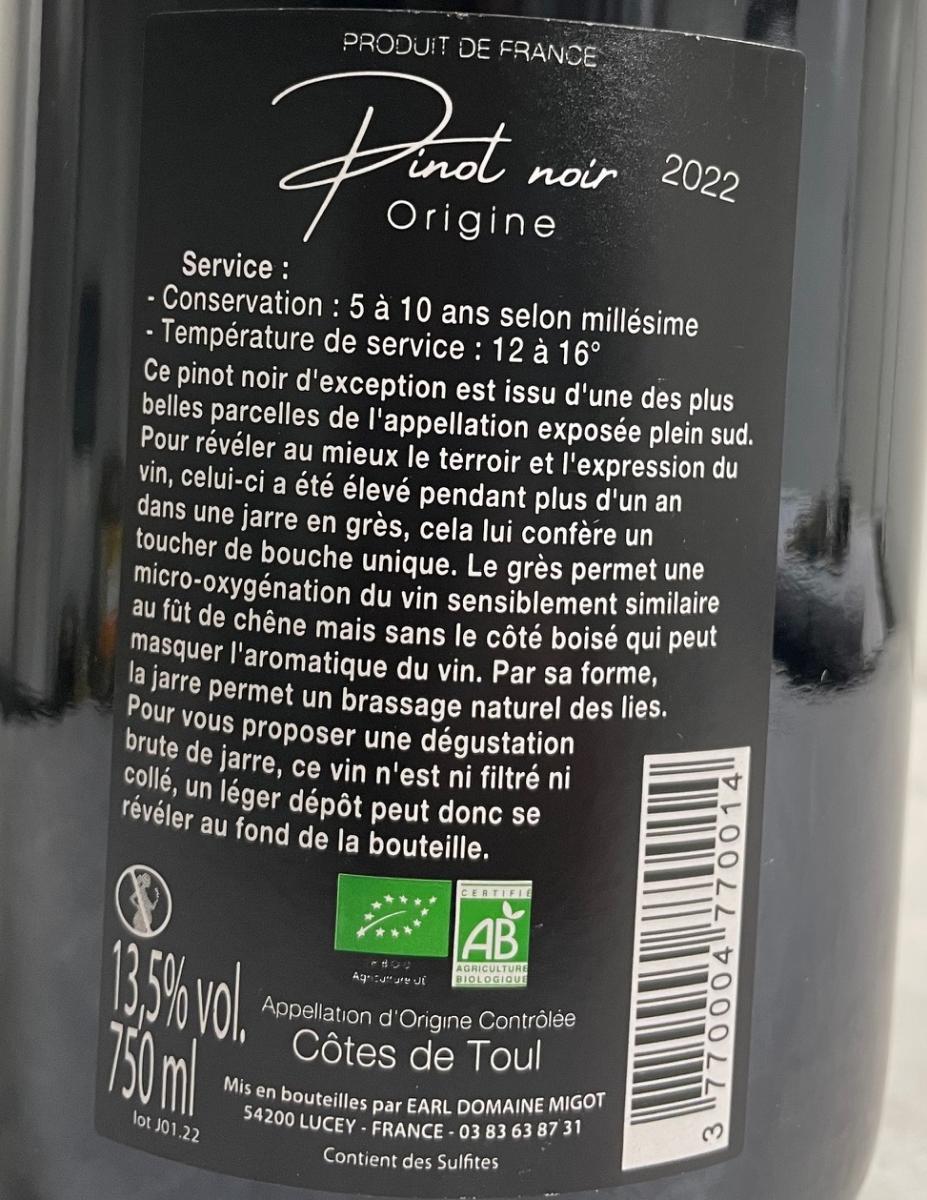 PRODUIT DE FRANCE
Pinot noir 2022
Origine
Service :
- Conservation : 5 à 10 ans selon millésime
- Température de service : 12 à 16°
Ce pinot noir d'exception est issu d'une des plus
belles parcelles de l'appellation exposée plein sud.
Pour révéler au mieux le terroir et l'expression du
vin, celui-ci a été élevé pendant plus d'un an
dans une jarre en grès, cela lui confère un
toucher de bouche unique. Le grès permet une
micro-oxygénation du vin sensiblement similaire
au fût de chêne mais sans le côté boisé qui peut
masquer l'aromatique du vin. Par sa forme,
la jarre permet un brassage naturel des lies.
Pour vous proposer une dégustation
brute de jarre, ce vin n'est ni filtré ni
collé, un léger dépôt peut donc se
révéler au fond de la bouteille.
CERTIFIÉ
AB
AGRICULTURE
BIOLOGIQUE
Agriculture UE
13,5% vol.
750 ml
lot J01.22
Appellation d'Origine Contrôlée
Côtes de Toul
Mis en bouteilles par EARL DOMAINE MIGOT
54200 LUCEY - FRANCE - 03 83 63 87 31
Contient des Sulfites
3 770004 770014